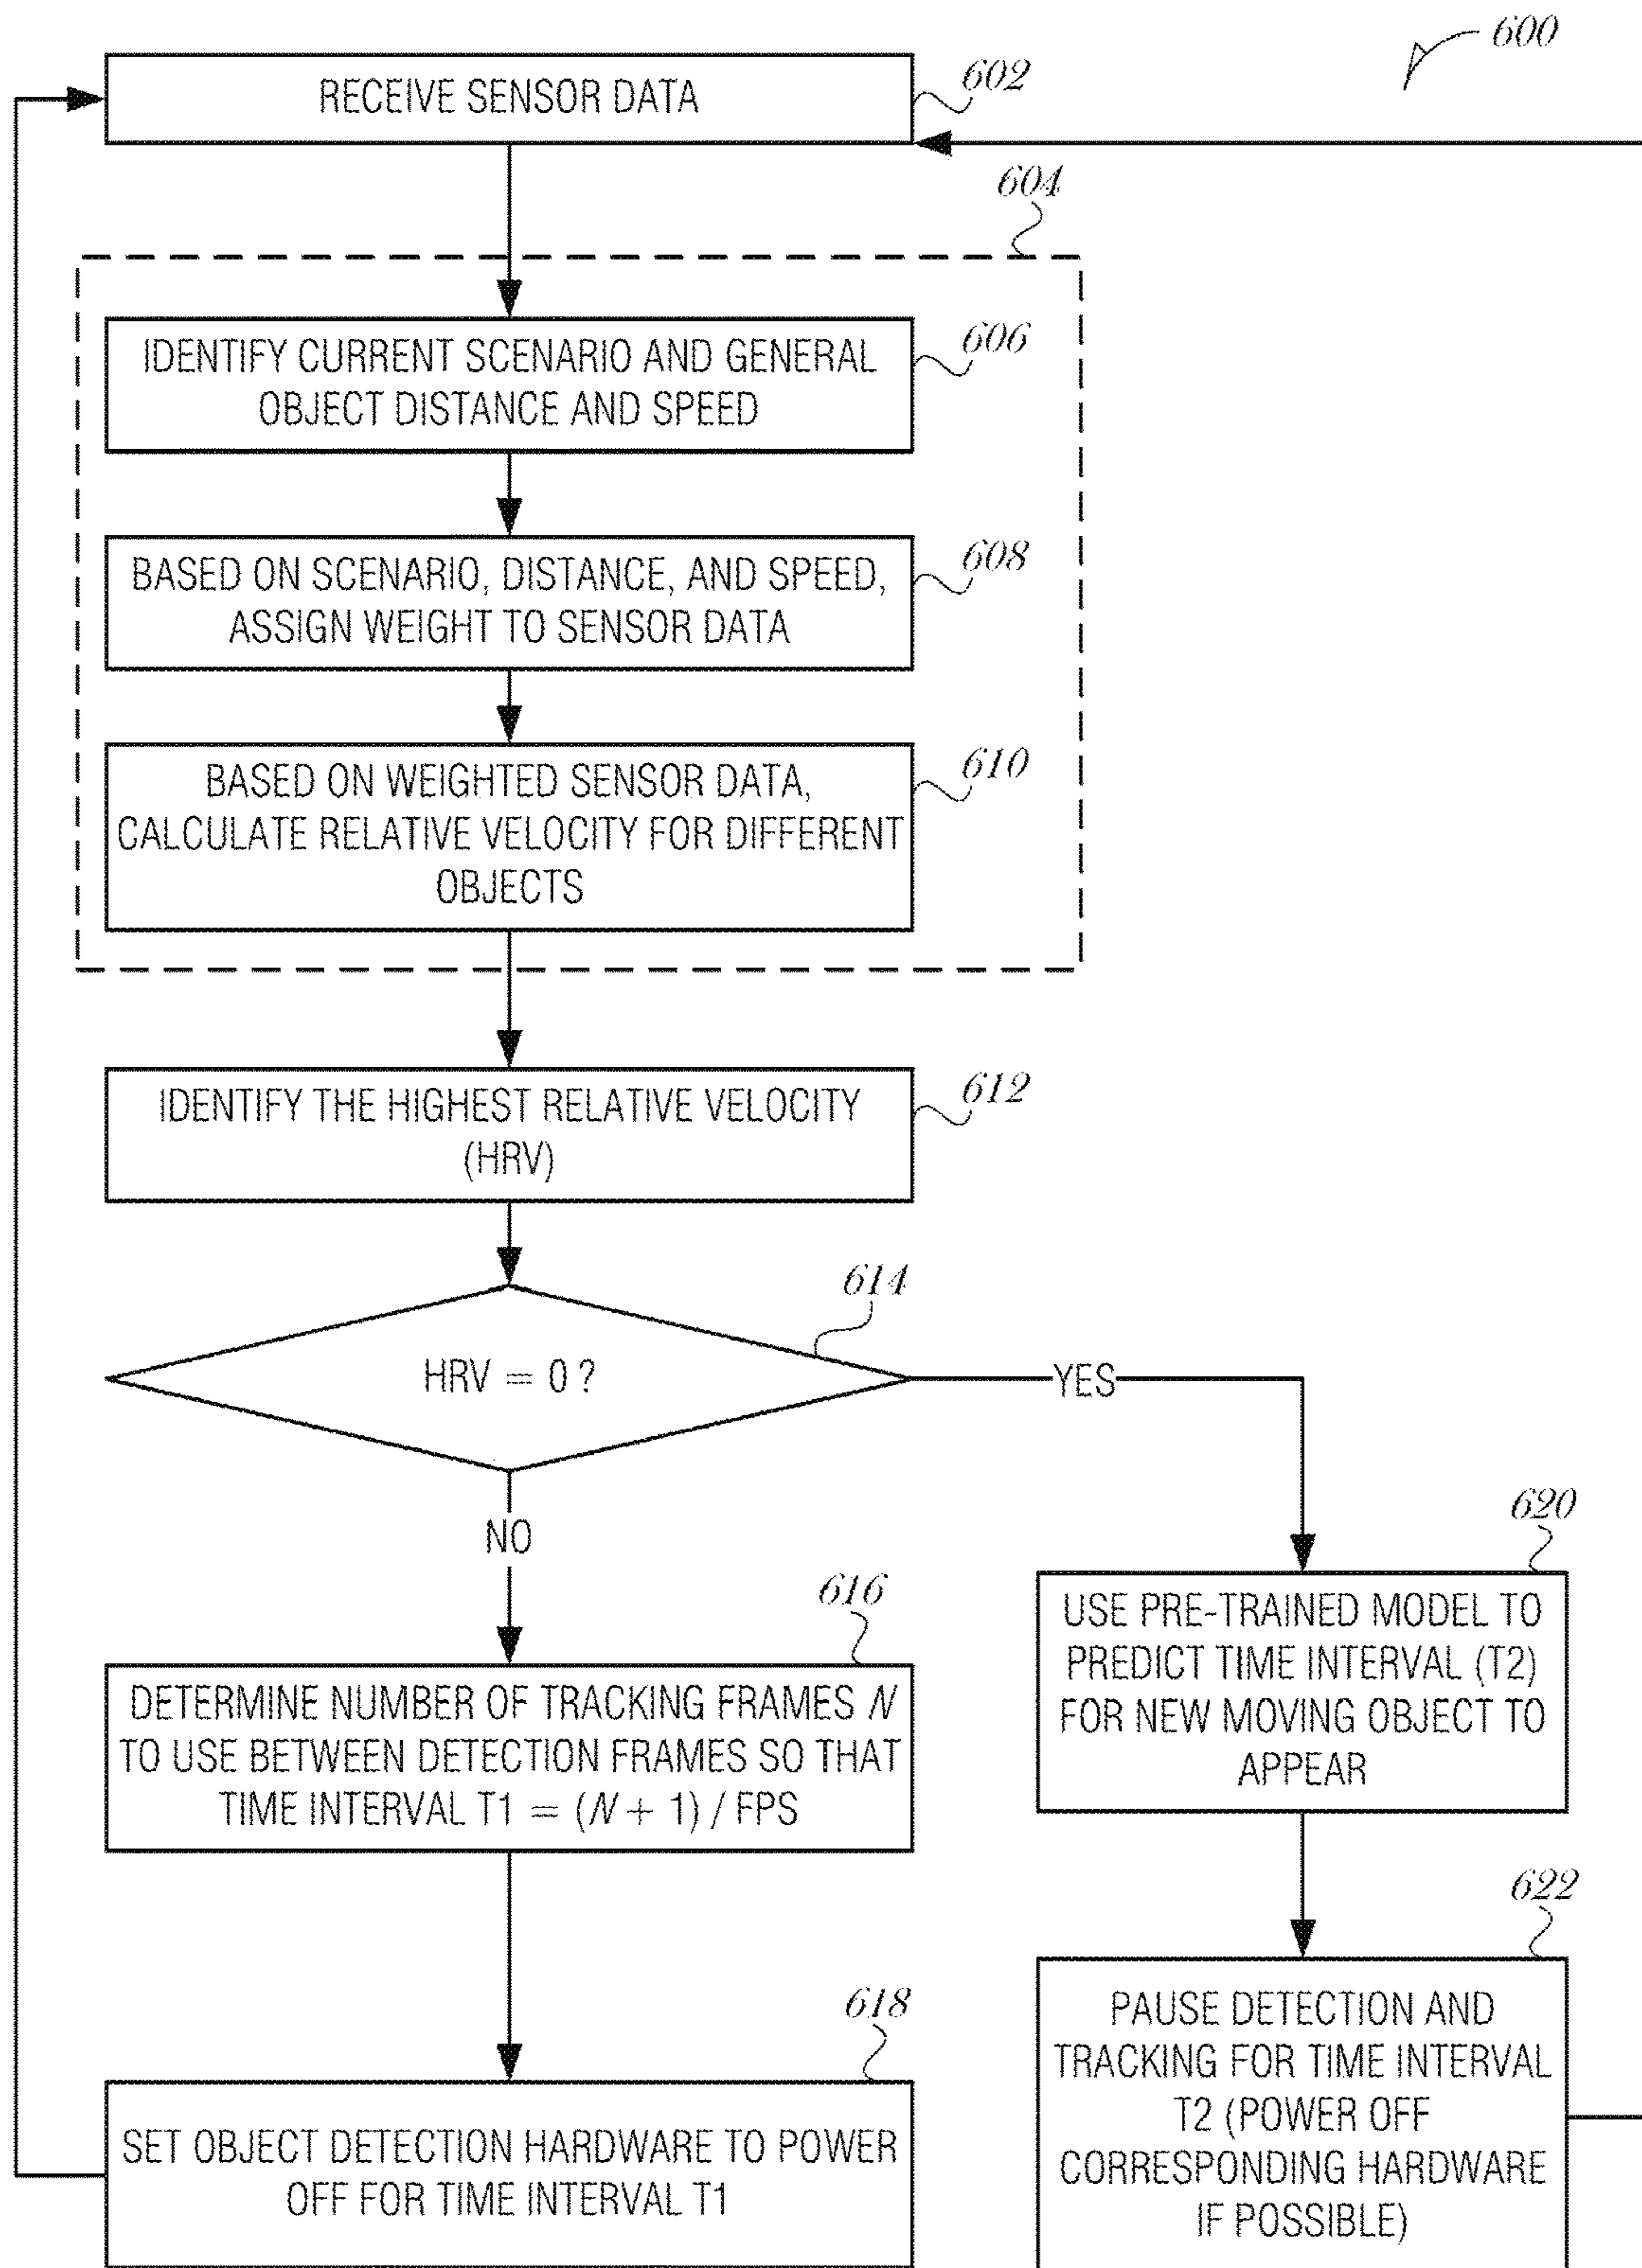 600
RECEIVE SENSOR DATA
602
604
IDENTIFY CURRENT SCENARIO AND GENERAL
OBJECT DISTANCE AND SPEED
606
BASED ON SCENARIO, DISTANCE, AND SPEED,
ASSIGN WEIGHT TO SENSOR DATA
608
BASED ON WEIGHTED SENSOR DATA,
CALCULATE RELATIVE VELOCITY FOR DIFFERENT
OBJECTS
610
IDENTIFY THE HIGHEST RELATIVE VELOCITY
(HRV)
612
614
HRV = 0 ?
YES
NO
616
DETERMINE NUMBER OF TRACKING FRAMES N
TO USE BETWEEN DETECTION FRAMES SO THAT
TIME INTERVAL T1 = (N + 1) / FPS
618
SET OBJECT DETECTION HARDWARE TO POWER
OFF FOR TIME INTERVAL T1
620
USE PRE-TRAINED MODEL TO
PREDICT TIME INTERVAL (T2)
FOR NEW MOVING OBJECT TO
APPEAR
622
PAUSE DETECTION AND
TRACKING FOR TIME INTERVAL
T2 (POWER OFF
CORRESPONDING HARDWARE
IF POSSIBLE)